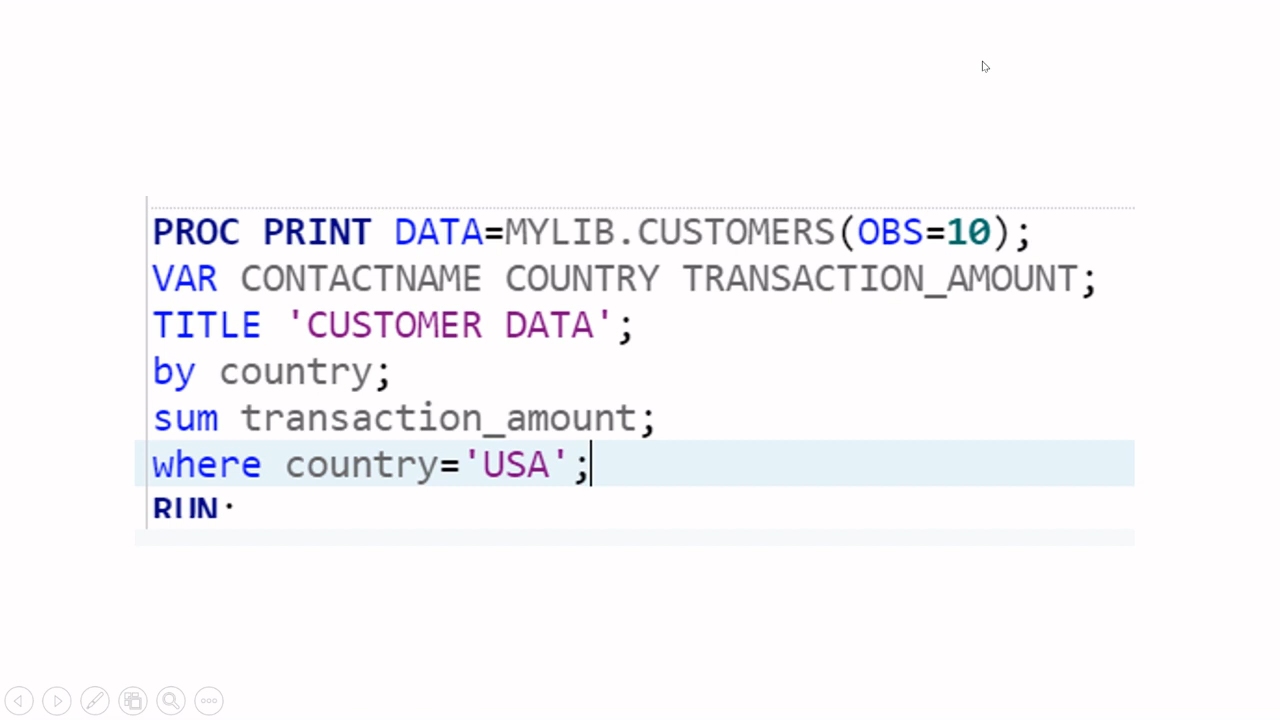 PROC PRINT DATA=MYLIB.CUSTOMERS(OBS=10);
VAR CONTACTNAME COUNTRY TRANSACTION_AMOUNT;
TITLE 'CUSTOMER DATA';
by country;
sum transaction_amount;
where country='USA';
RUN;